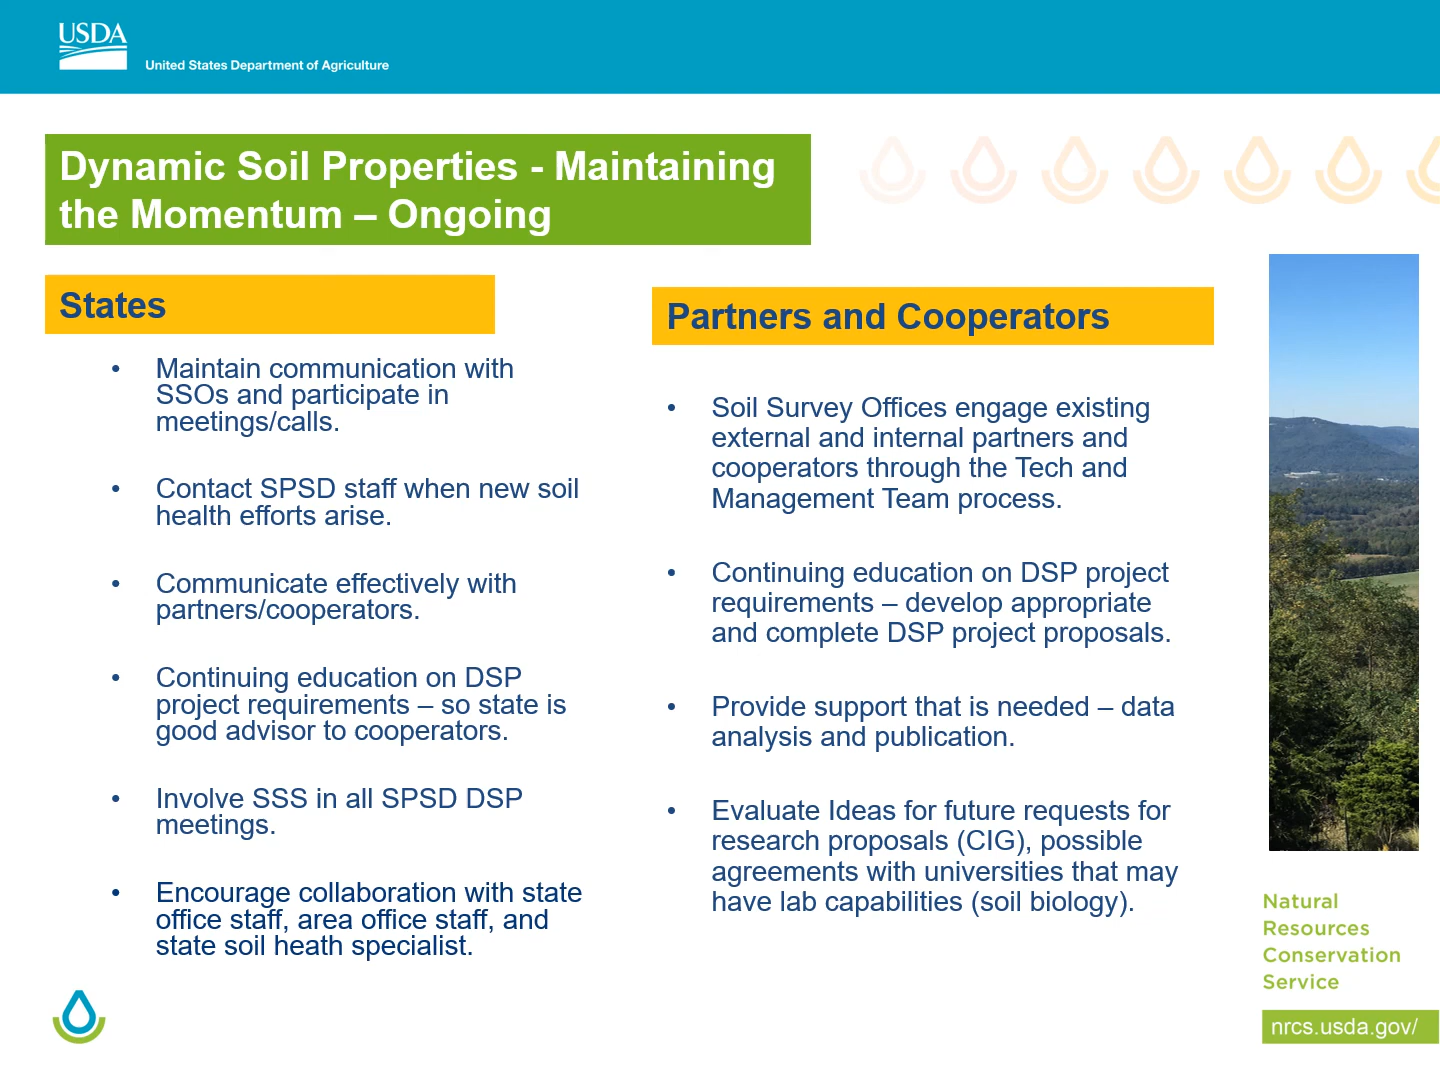 USDA
United States Department of Agriculture
Dynamic Soil Properties - Maintaining
the Momentum – Ongoing
States
• Maintain communication with
SSOs and participate in
meetings/calls.
• Contact SPSD staff when new soil
health efforts arise.
• Communicate effectively with
partners/cooperators.
• Continuing education on DSP
project requirements – so state is
good advisor to cooperators.
• Involve SSS in all SPSD DSP
meetings.
• Encourage collaboration with state
office staff, area office staff, and
state soil heath specialist.
Partners and Cooperators
• Soil Survey Offices engage existing
external and internal partners and
cooperators through the Tech and
Management Team process.
• Continuing education on DSP project
requirements – develop appropriate
and complete DSP project proposals.
• Provide support that is needed – data
analysis and publication.
• Evaluate Ideas for future requests for
research proposals (CIG), possible
agreements with universities that may
have lab capabilities (soil biology).
Natural
Resources
Conservation
Service
nrcs.usda.gov/